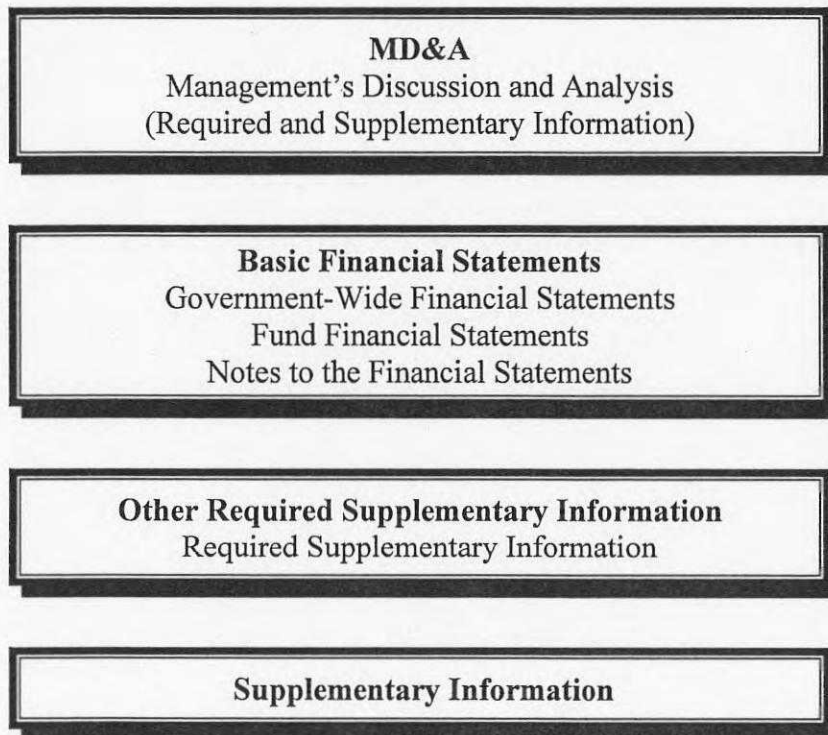 MD&A
Management's Discussion and Analysis
(Required and Supplementary Information)
Basic Financial Statements
Government-Wide Financial Statements
Fund Financial Statements
Notes to the Financial Statements
Other Required Supplementary Information
Required Supplementary Information
Supplementary Information